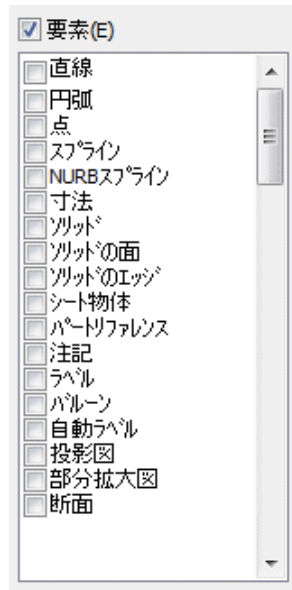 要素(E)
直線
円弧
点
スプライン
NURBスプライン
寸法
ソリッド
ソリッドの面
ソリッドのエッジ
シート物体
パートリファレンス
注記
ラベル
バルーン
自動ラベル
投影図
部分拡大図
断面